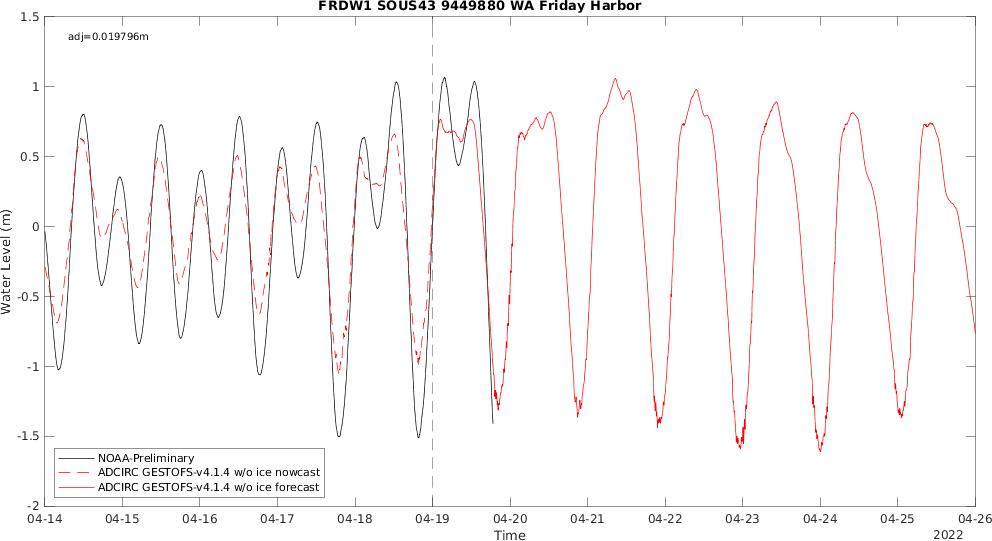 FRDW1 SOUS43 9449880 WA Friday Harbor
adj=0.019796m
1.5
1
0.5
0
-0.5
-1
-1.5
-2
Water Level (m)
NOAA-Preliminary
ADCIRC GESTOFS-v4.1.4 w/o ice nowcast
ADCIRC GESTOFS-v4.1.4 w/o ice forecast
04-14 04-15 04-16 04-17 04-18 04-19 04-20 04-21 04-22 04-23 04-24 04-25 04-26
Time
2022